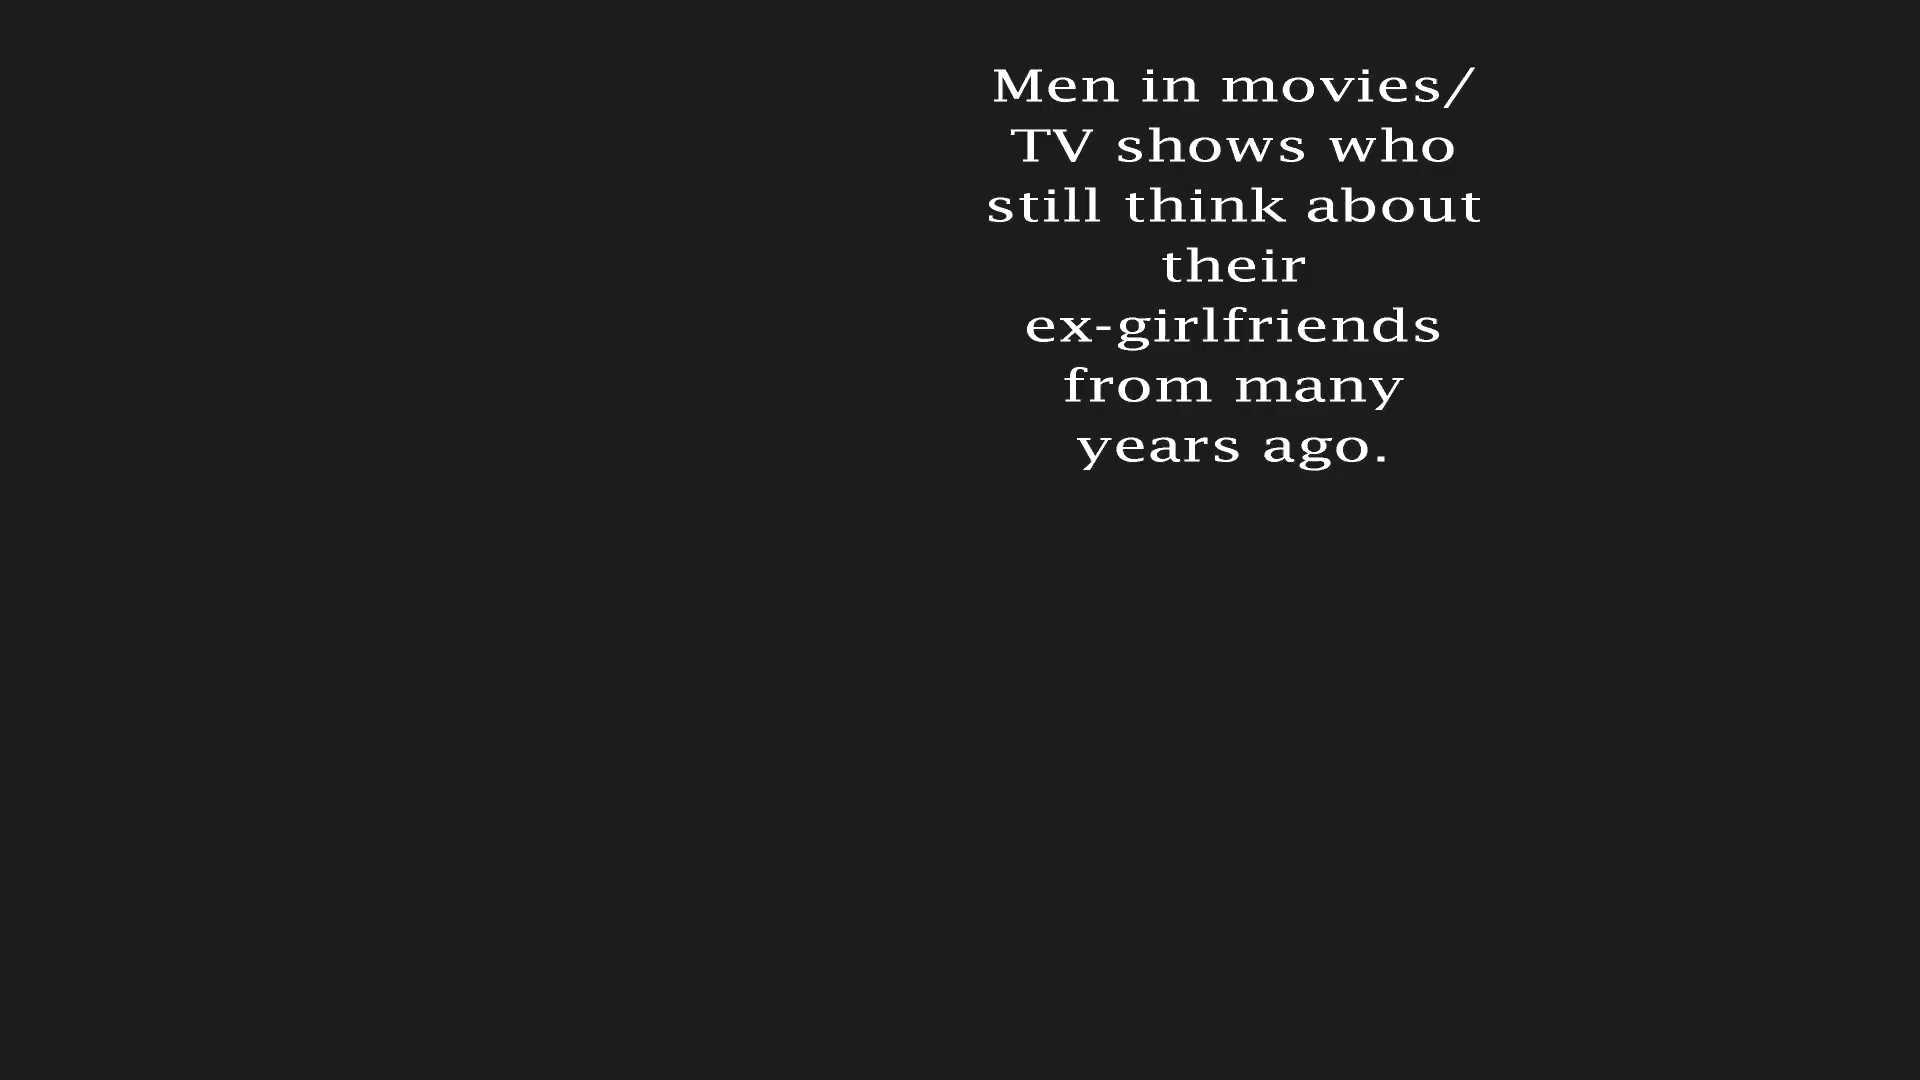 Men in movies/
TV shows who
still think about
their
ex-girlfriends
from many
years ago.